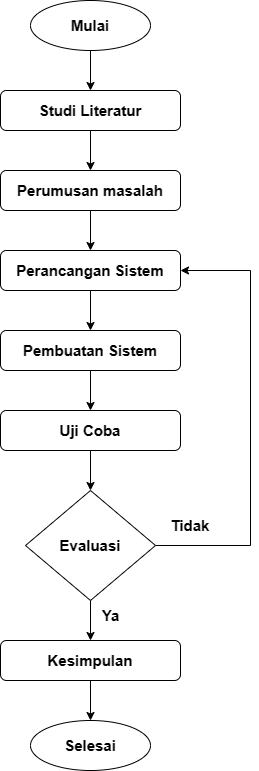 Mulai
Studi Literatur
Perumusan masalah
Perancangan Sistem
Pembuatan Sistem
Uji Coba
Evaluasi
Tidak
Ya
Kesimpulan
Selesai